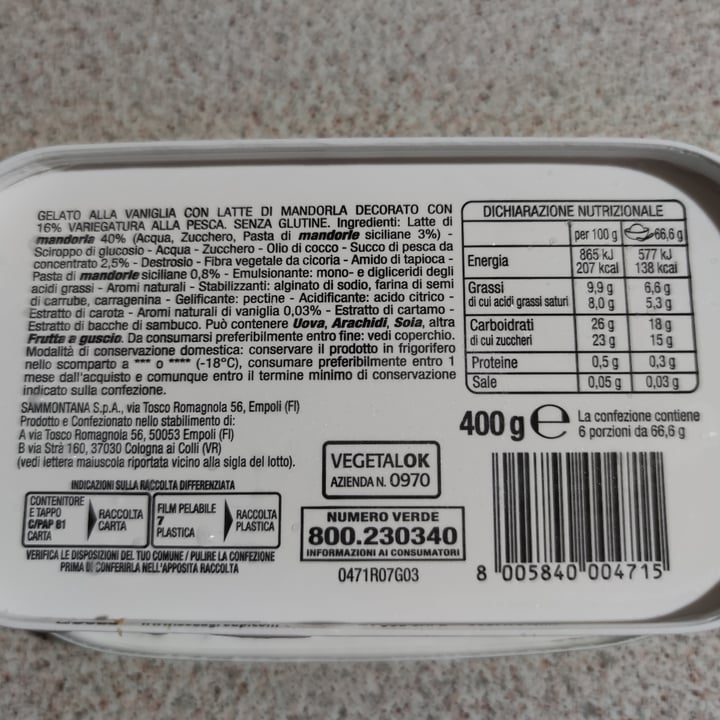 GELATO ALLA VANIGLIA CON LATTE DI MANDORLA DECORATO CON
16% VARIEGATURA ALLA PESCA. SENZA GLUTINE. Ingredienti: Latte di
mandorla 40% (Acqua, Zucchero, Pasta di mandorle siciliane 3%) -
Sciroppo di glucosio - Acqua - Zucchero - Olio di cocco - Succo di pesca da
concentrato 2,5% - Destrosio - Fibra vegetale da cicoria - Amido di tapioca -
Pasta di mandorle siciliane 0,8% - Emulsionante: mono- e digliceridi degli
acidi grassi - Aromi naturali - Stabilizzanti: alginato di sodio, farina di semi
di carrube, carragenina - Gelificante: pectine - Acidificante: acido citrico -
Estratto di carota - Aromi naturali di vaniglia 0,03% - Estratto di cartamo -
Estratto di bacche di sambuco. Può contenere Uova, Arachidi, Soia, altra
Frutta a guscio. Da consumarsi preferibilmente entro fine: vedi coperchio.
Modalità di conservazione domestica: conservare il prodotto in frigorifero
nello scomparto a *** o **** (-18°C), consumare preferibilmente entro 1
mese dall'acquisto e comunque entro il termine minimo di conservazione
indicato sulla confezione.
SAMMONTANA S.p.A., via Tosco Romagnola 56, Empoli (FI)
Prodotto e Confezionato nello stabilimento di:
A via Tosco Romagnola 56, 50053 Empoli (FI)
B via Strà 160, 37030 Cologna ai Colli (VR)
(vedi lettera maiuscola riportata vicino alla sigla del lotto).
INDICAZIONI SULLA RACCOLTA DIFFERENZIATA
CONTENITORE
E TAPPO
C/PAP 81
CARTA
RACCOLTA
CARTA
FILM PELABILE
7
PLASTICA
RACCOLTA
PLASTICA
VERIFICA LE DISPOSIZIONI DEL TUO COMUNE / PULIRE LA CONFEZIONE
PRIMA DI CONFERIRLA NELL'APPOSITA RACCOLTA
VEGETALOK
AZIENDA N. 0970
NUMERO VERDE
800.230340
INFORMAZIONI AI CONSUMATORI
0471R07G03
DICHIARAZIONE NUTRIZIONALE
per 100 g 66,6 g
Energia 865 kJ 577 kJ
207 kcal 138 kcal
Grassi 9,9 g 6,6 g
di cui acidi grassi saturi 8,0 g 5,3 g
Carboidrati 26 g 18 g
di cui zuccheri 23 g 15 g
Proteine 0,5 g 0,3 g
Sale 0,05 g 0,03 g
400 g e La confezione contiene
6 porzioni da 66,6 g
8 005840 004715